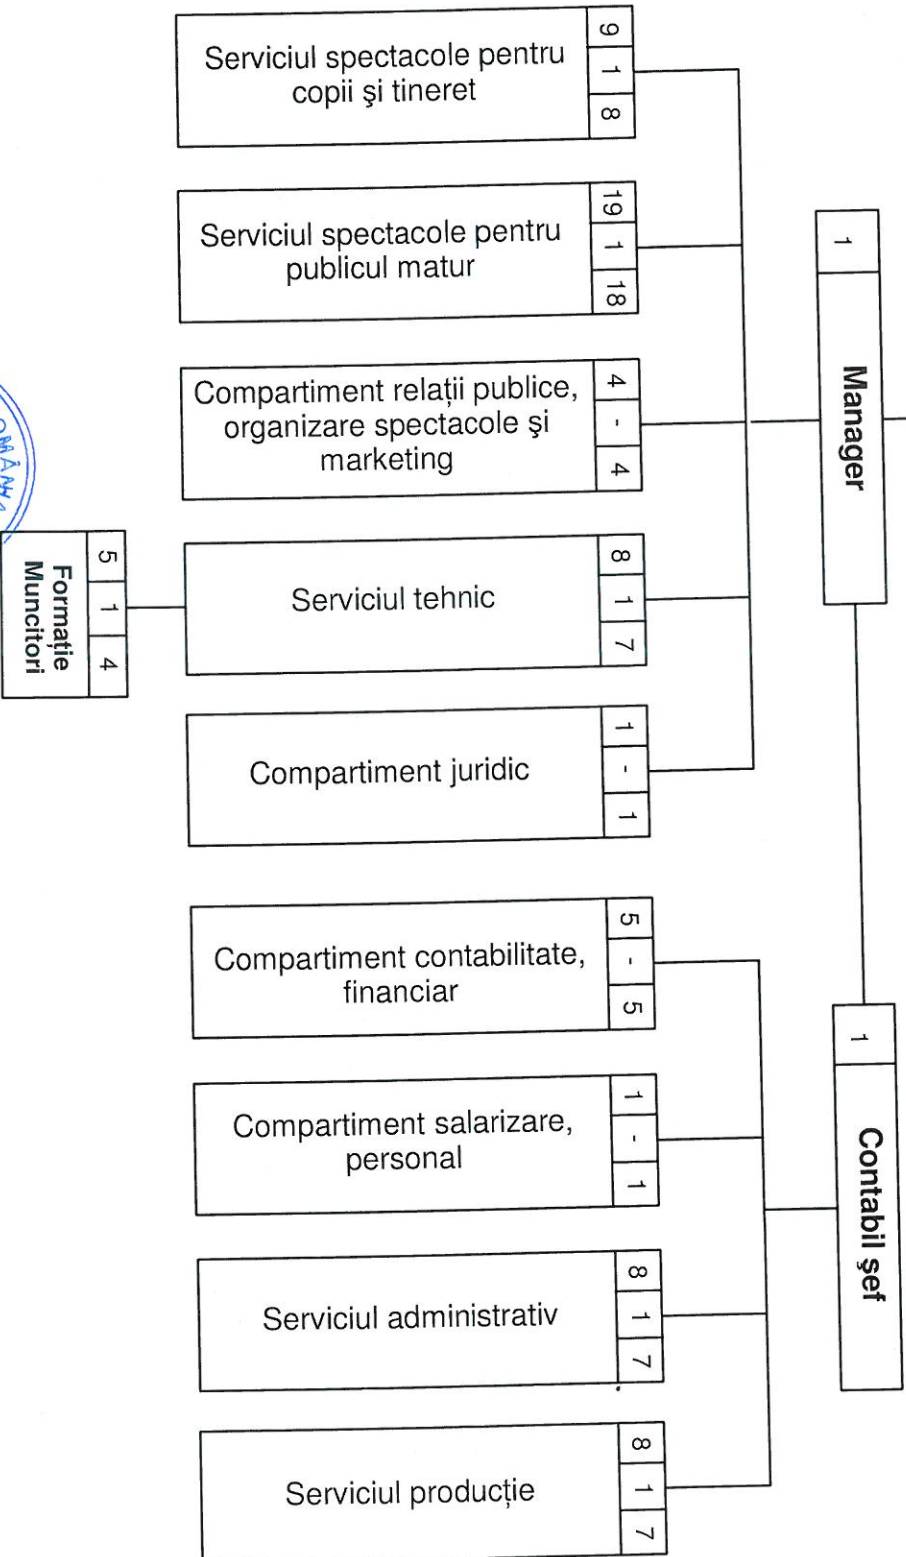 1
Manager
1
Contabil şef
9 1 8
Serviciul spectacole pentru
copii şi tineret
19 1 18
Serviciul spectacole pentru
publicul matur
4 - 4
Compartiment relaţii publice,
organizare spectacole şi
marketing
8 1 7
Serviciul tehnic
5 1 4
Formaţie
Muncitori
1 - 1
Compartiment juridic
5 - 5
Compartiment contabilitate,
financiar
1 - 1
Compartiment salarizare,
personal
8 1 7
Serviciul administrativ
8 1 7
Serviciul producţie